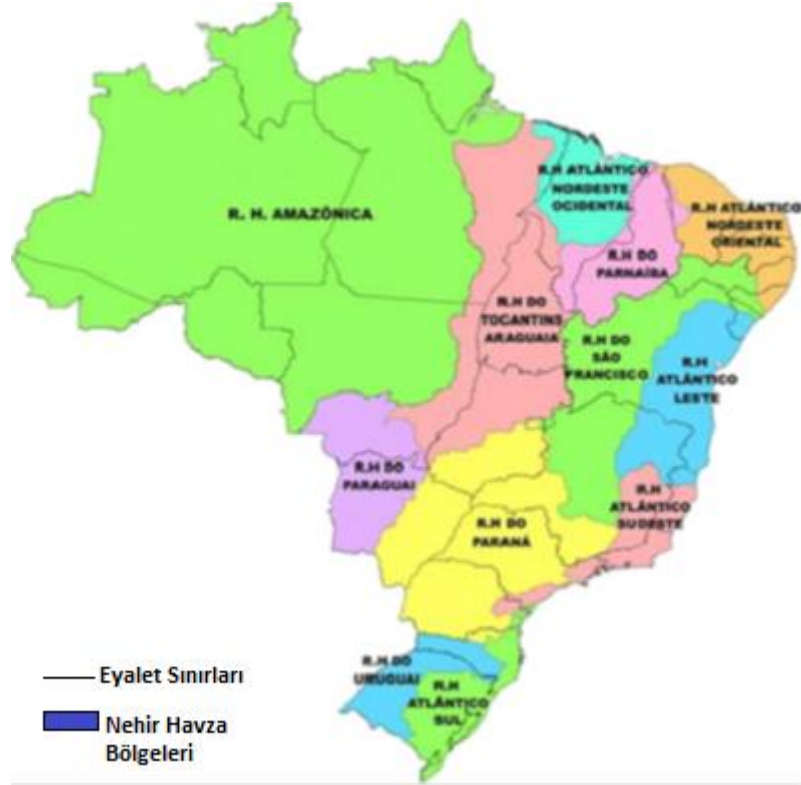 R. H. AMAZÔNICA
R.H ATLÂNTICO
NORDESTE
OCIDENTAL
R.H ATLÂNTICO
NORDESTE
ORIENTAL
R.H DO
PARNAÍBA
R.H DO
TOCANTINS
ARAGUAIA
R.H DO
SÃO
FRANCISCO
R.H
ATLÂNTICO
LESTE
R.H DO
PARAGUAI
R.H
ATLÂNTICO
SUDESTE
R.H DO
PARANÁ
R.H DO
URUGUAI
R.H
ATLÂNTICO
SUL
Eyalet Sınırları
Nehir Havza
Bölgeleri